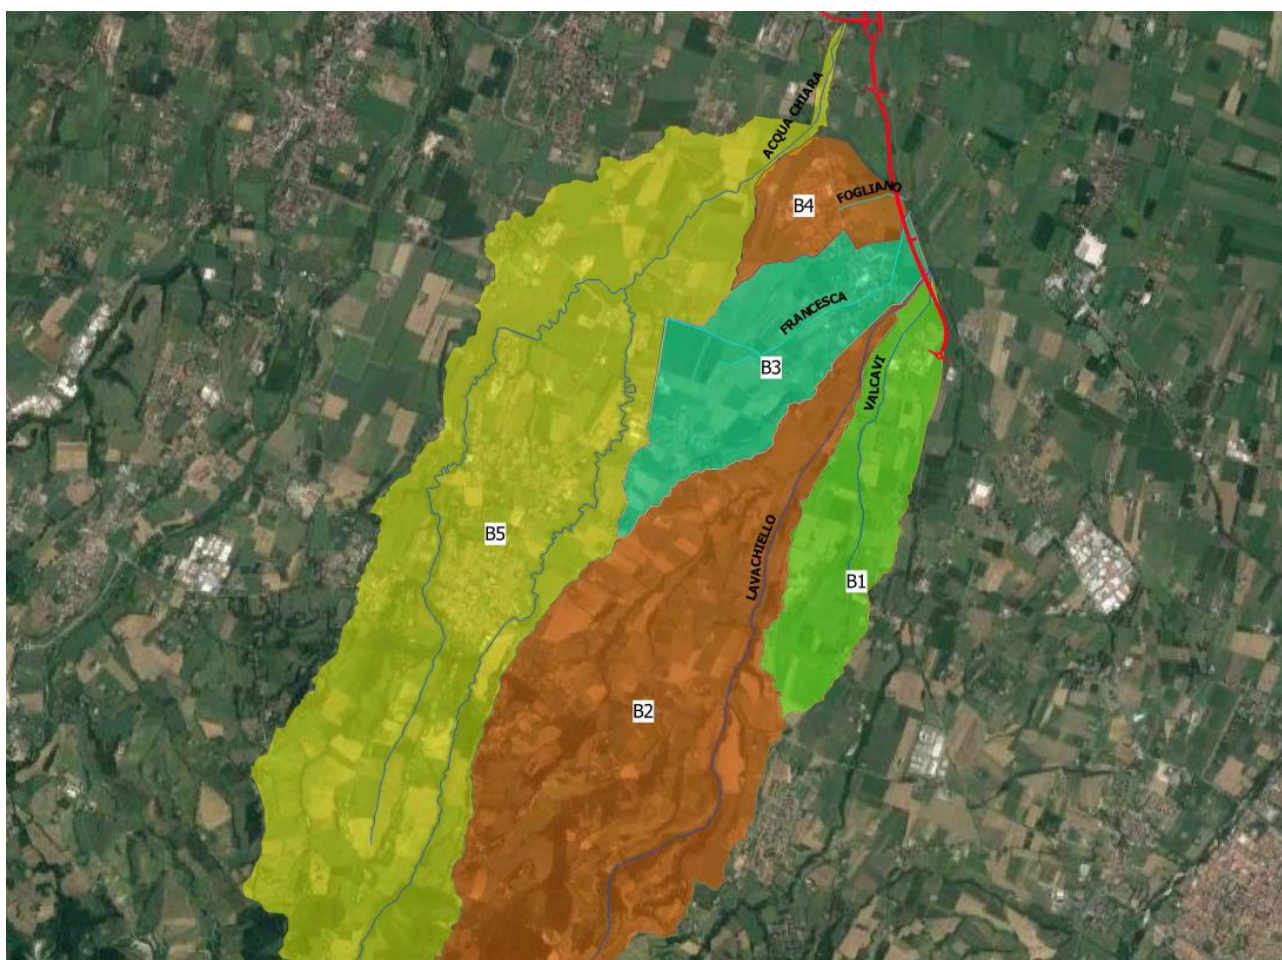 ACQUA CHIARA
FOGLIANO
B4
FRANCESCA
B3
VALCAVI
B5
LAVACHIELLO
B1
B2